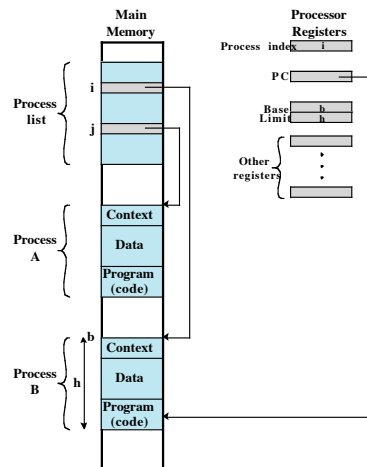 Main
Memory
Processor
Registers
Process index
i
PC
Base
b
Limit
h
Other
registers
i
j
Process
list
Process
A
Context
Data
Program
(code)
b
h
Process
B
Context
Data
Program
(code)